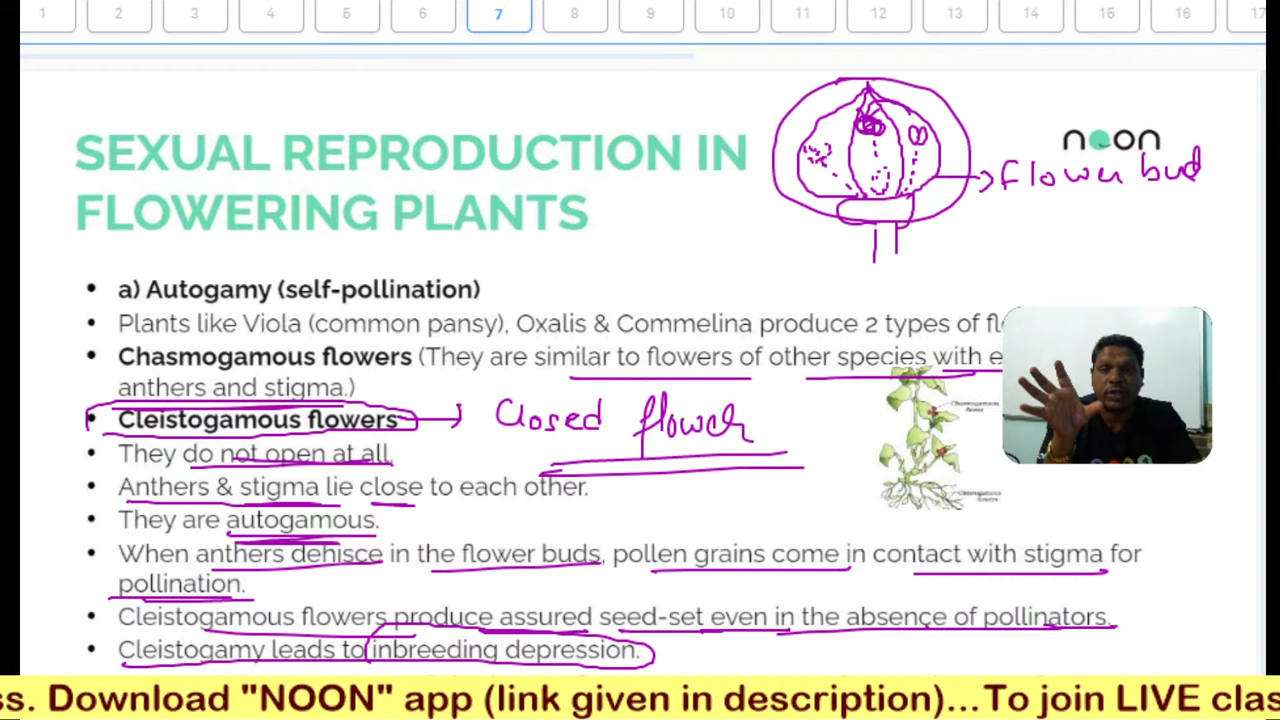 1 2 3 4 5 6 7 8 9 10 11 12 13 14 15 16 17
SEXUAL REPRODUCTION IN
FLOWERING PLANTS
noon
Flower bud
• a) Autogamy (self-pollination)
• Plants like Viola (common pansy), Oxalis & Commelina produce 2 types of
• Chasmogamous flowers (They are similar to flowers of other species with
anthers and stigma.)
• Cleistogamous flowers
Closed flower
• They do not open at all.
• Anthers & stigma lie close to each other.
• They are autogamous.
• When anthers dehisce in the flower buds, pollen grains come in contact with stigma for
pollination.
• Cleistogamous flowers produce assured seed-set even in the absence of pollinators.
• Cleistogamy leads to inbreeding depression.
Chasmogamous
flower
flowers
ss. Download "NOON" app (link given in description)...To join LIVE clas